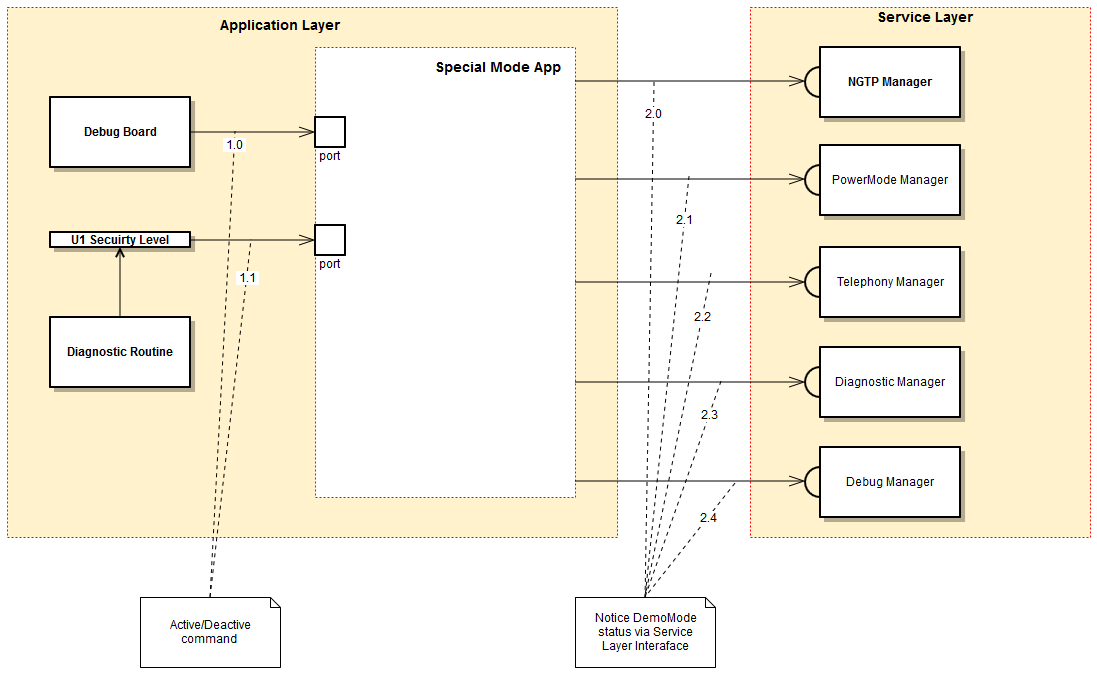 Application Layer
Service Layer
Special Mode App
NGTP Manager
2.0
Debug Board
1.0
port
PowerMode Manager
2.1
U1 Secuirty Level
port
1.1
Telephony Manager
2.2
Diagnostic Routine
Diagnostic Manager
2.3
Debug Manager
2.4
Active/Deactive
command
Notice DemoMode
status via Service
Layer Interaface